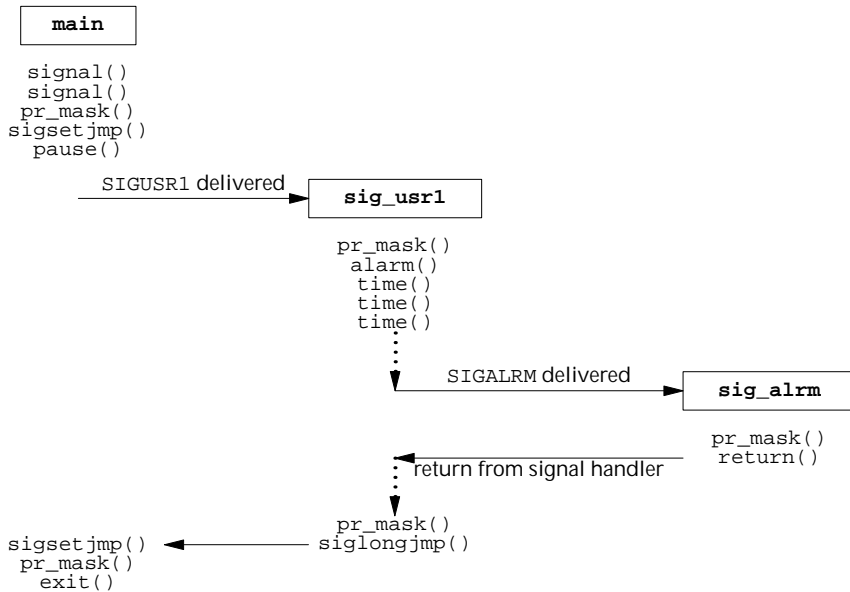 main
signal()
signal()
pr_mask()
sigsetjmp()
pause()
SIGUSR1 delivered
sig_usr1
pr_mask()
alarm()
time()
time()
time()
SIGALRM delivered
sig_alrm
pr_mask()
return()
return from signal handler
pr_mask()
siglongjmp()
sigsetjmp()
pr_mask()
exit()